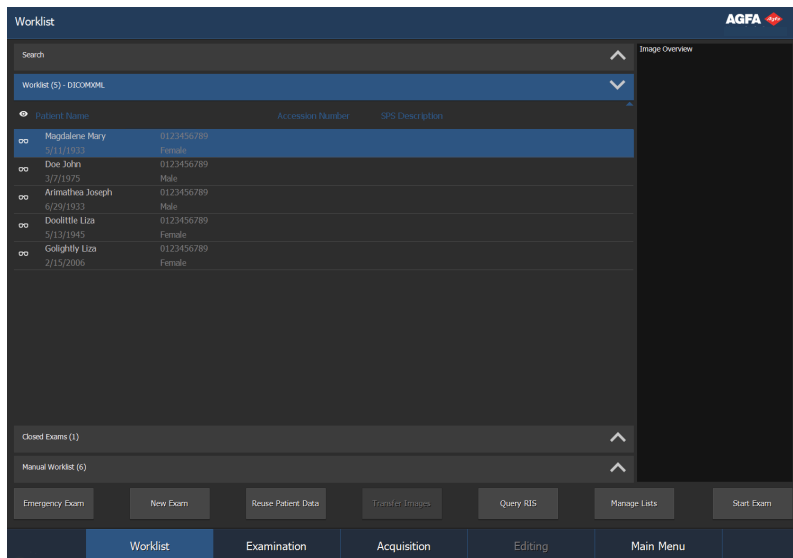 Worklist
AGFA Agfa
Search
Image Overview
Worklist (5) - DICOMXML
Patient Name Accession Number SPS Description
Magdalene Mary 0123456789
5/11/1933 Female
Doe John 0123456789
3/7/1975 Male
Arimathea Joseph 0123456789
6/29/1933 Male
Doolittle Liza 0123456789
5/13/1945 Female
Golightly Liza 0123456789
2/15/2006 Female
Closed Exams (1)
Manual Worklist (6)
Emergency Exam New Exam Reuse Patient Data Transfer Images Query RIS Manage Lists Start Exam
Worklist Examination Acquisition Editing Main Menu